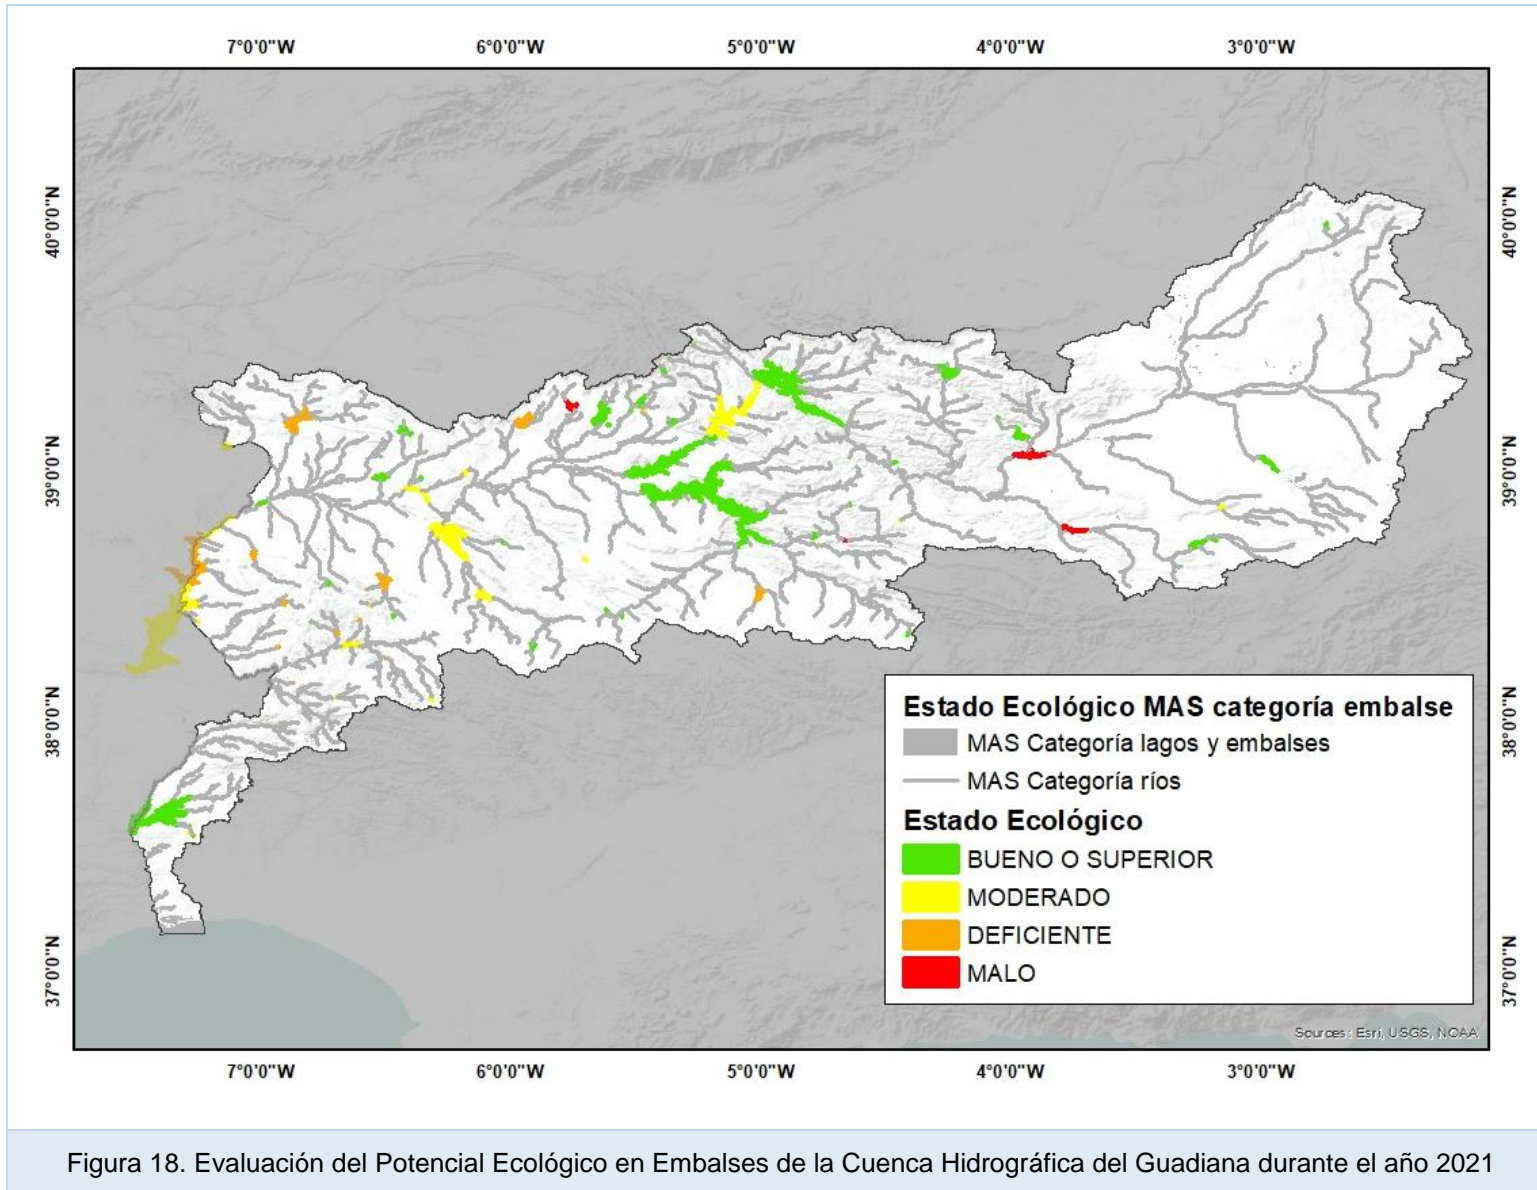 7°0'0"W 6°0'0"W 5°0'0"W 4°0'0"W 3°0'0"W
40°0'0"N 40°0'0"N
39°0'0"N 39°0'0"N
38°0'0"N 38°0'0"N
37°0'0"N 37°0'0"N
Estado Ecológico MAS categoría embalse
MAS Categoría lagos y embalses
MAS Categoría ríos
Estado Ecológico
BUENO O SUPERIOR
MODERADO
DEFICIENTE
MALO
Sources: Esri, USGS, NOAA
7°0'0"W 6°0'0"W 5°0'0"W 4°0'0"W 3°0'0"W
Figura 18. Evaluación del Potencial Ecológico en Embalses de la Cuenca Hidrográfica del Guadiana durante el año 2021